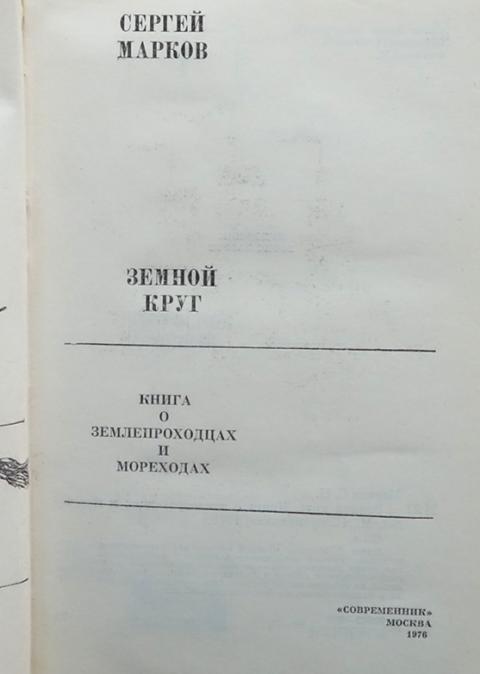 СЕРГЕЙ
МАРКОВ
ЗЕМНОЙ
КРУГ
КНИГА
О
ЗЕМЛЕПРОХОДЦАХ
И
МОРЕХОДАХ
«СОВРЕМЕННИК»
МОСКВА
1976